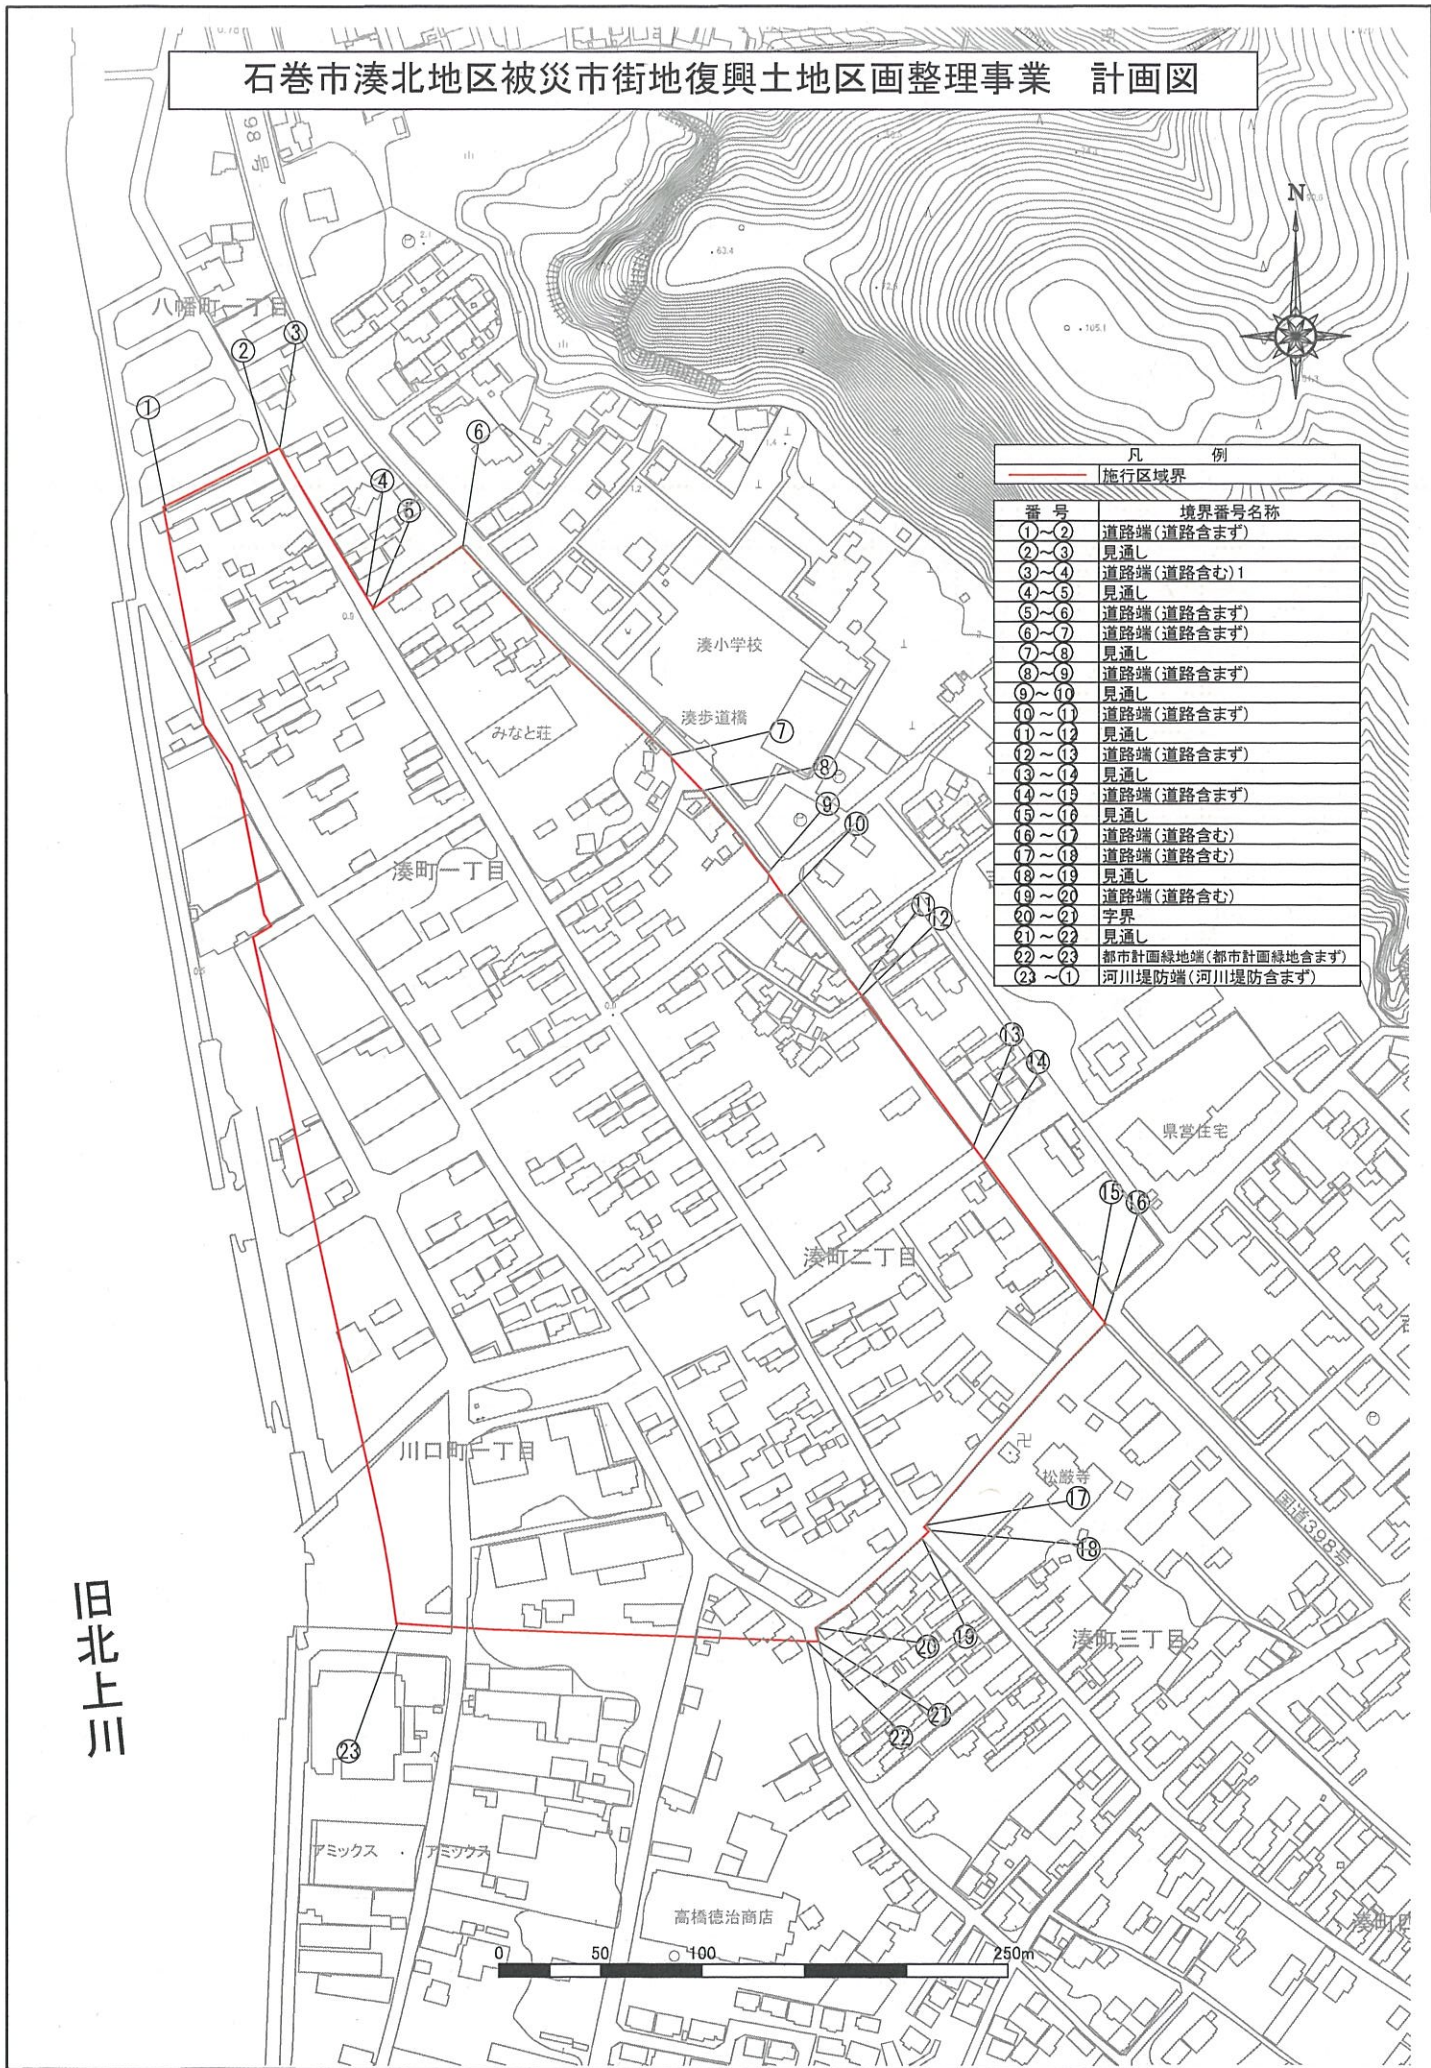 石巻市湊北地区被災市街地復興土地区画整理事業　計画図
98号
N
八幡町一丁目
①
②
③
④
⑤
⑥
63.4
105.1
凡　例
施行区域界
番号 境界番号名称
①～② 道路端(道路含まず)
②～③ 見通し
③～④ 道路端(道路含む)1
④～⑤ 見通し
⑤～⑥ 道路端(道路含まず)
⑥～⑦ 道路端(道路含まず)
⑦～⑧ 見通し
⑧～⑨ 道路端(道路含まず)
⑨～⑩ 見通し
⑩～⑪ 道路端(道路含まず)
⑪～⑫ 見通し
⑫～⑬ 道路端(道路含まず)
⑬～⑭ 見通し
⑭～⑮ 道路端(道路含まず)
⑮～⑯ 見通し
⑯～⑰ 道路端(道路含む)
⑰～⑱ 道路端(道路含む)
⑱～⑲ 見通し
⑲～⑳ 道路端(道路含む)
⑳～㉑ 字界
㉑～㉒ 見通し
㉒～㉓ 都市計画緑地端(都市計画緑地含まず)
㉓～① 河川堤防端(河川堤防含まず)
湊小学校
湊歩道橋
みなと荘
⑦
⑧
⑨
⑩
湊町一丁目
⑪
⑫
⑬
⑭
県営住宅
⑮
⑯
湊町二丁目
川口町一丁目
松巌寺
⑰
国道398号
⑱
⑲
⑳
湊町三丁目
㉑
㉒
㉓
旧北上川
アミックス
アミックス
高橋徳治商店
0 50 100 250m